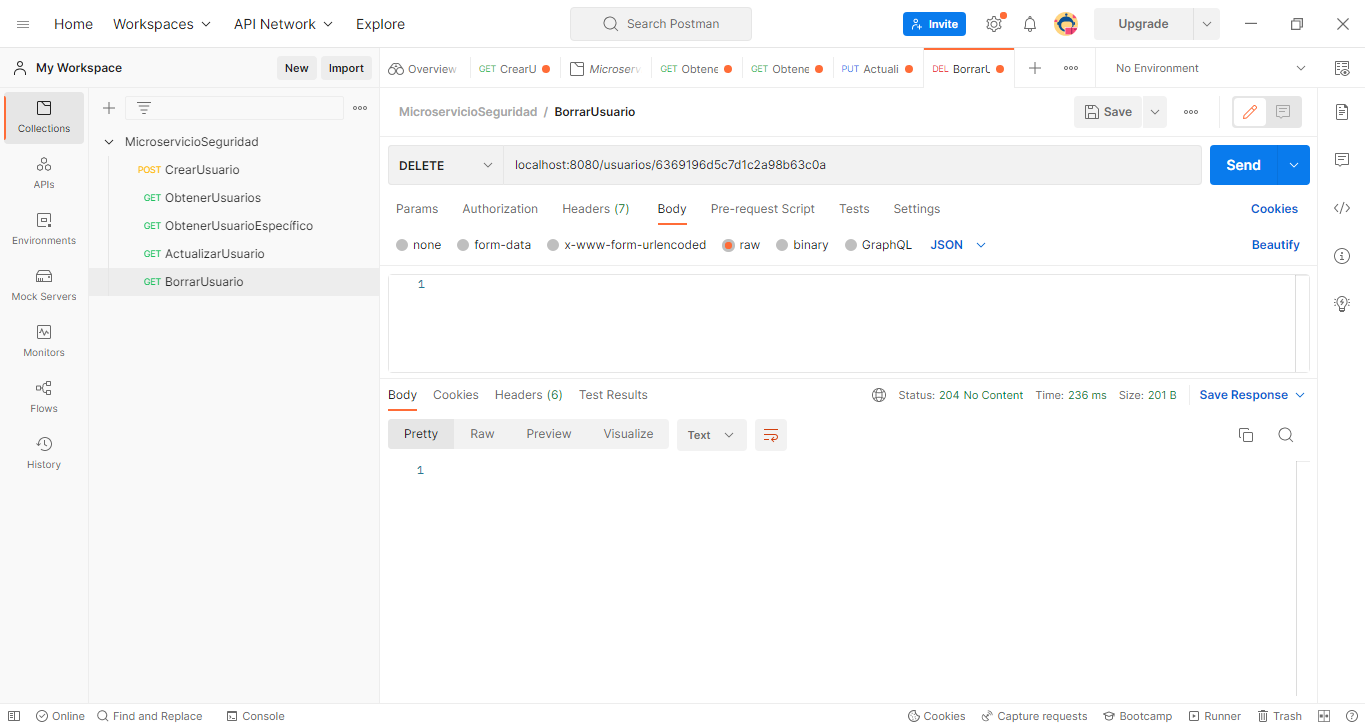 Home Workspaces API Network Explore Search Postman Invite Upgrade
My Workspace New Import Overview GET CrearU Microserv GET Obtene GET Obtene PUT Actuali DEL BorrarU No Environment
Collections
APIs
Environments
Mock Servers
Monitors
Flows
History
MicroservicioSeguridad
POST CrearUsuario
GET ObtenerUsuarios
GET ObtenerUsuarioEspecífico
GET ActualizarUsuario
GET BorrarUsuario
MicroservicioSeguridad / BorrarUsuario Save
DELETE localhost:8080/usuarios/6369196d5c7d1c2a98b63c0a Send
Params Authorization Headers (7) Body Pre-request Script Tests Settings Cookies
none form-data x-www-form-urlencoded raw binary GraphQL JSON Beautify
1
Body Cookies Headers (6) Test Results Status: 204 No Content Time: 236 ms Size: 201 B Save Response
Pretty Raw Preview Visualize Text
1
Online Find and Replace Console Cookies Capture requests Bootcamp Runner Trash